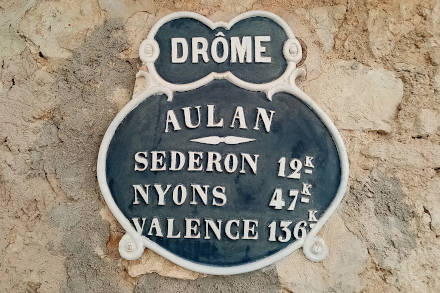 DRÔME
AULAN
SEDERON 12K
NYONS 47K
VALENCE 136K